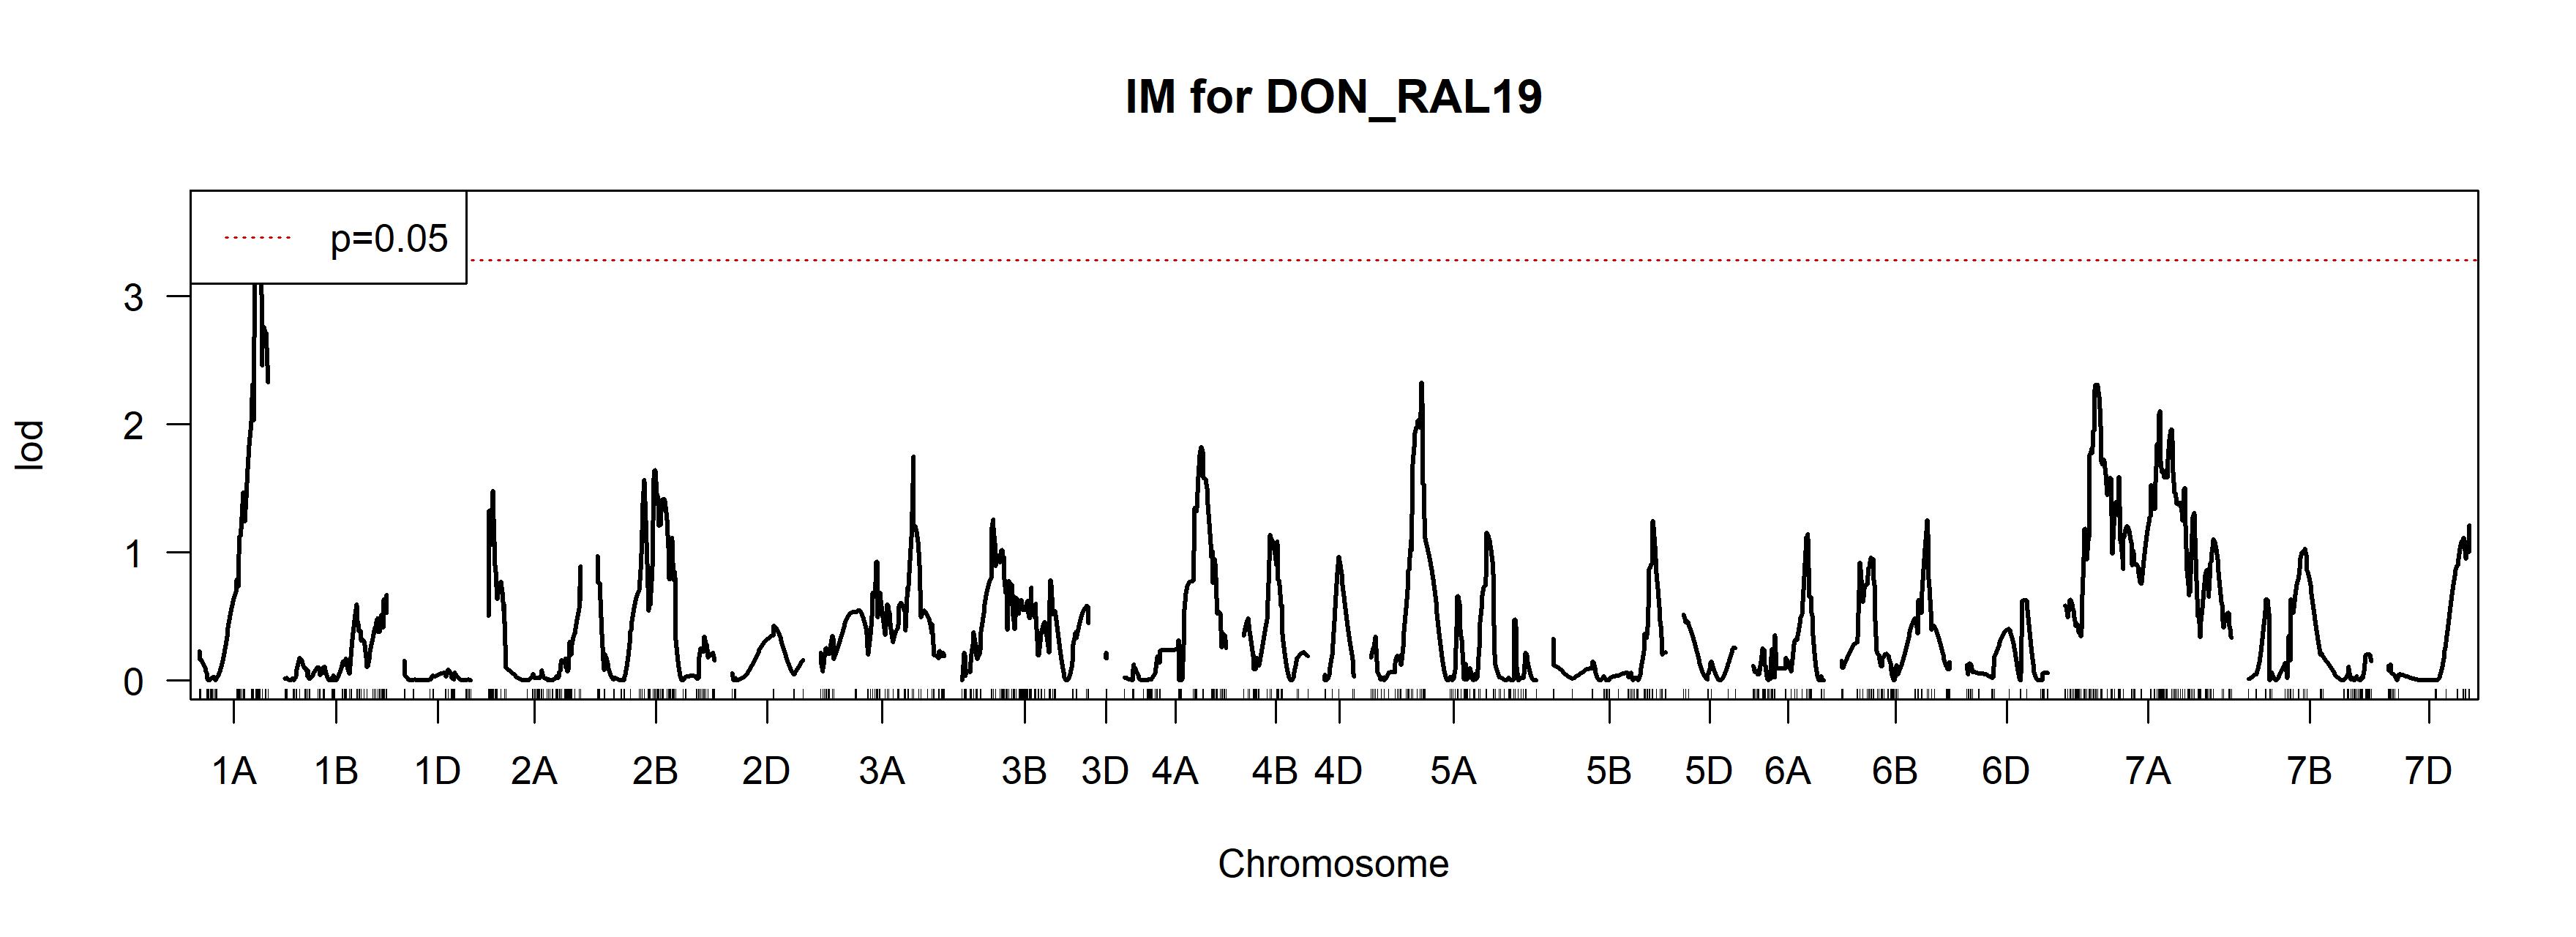 IM for DON_RAL19
p=0.05
lod
3
2
1
0
1A 1B 1D 2A 2B 2D 3A 3B 3D 4A 4B 4D 5A 5B 5D 6A 6B 6D 7A 7B 7D
Chromosome